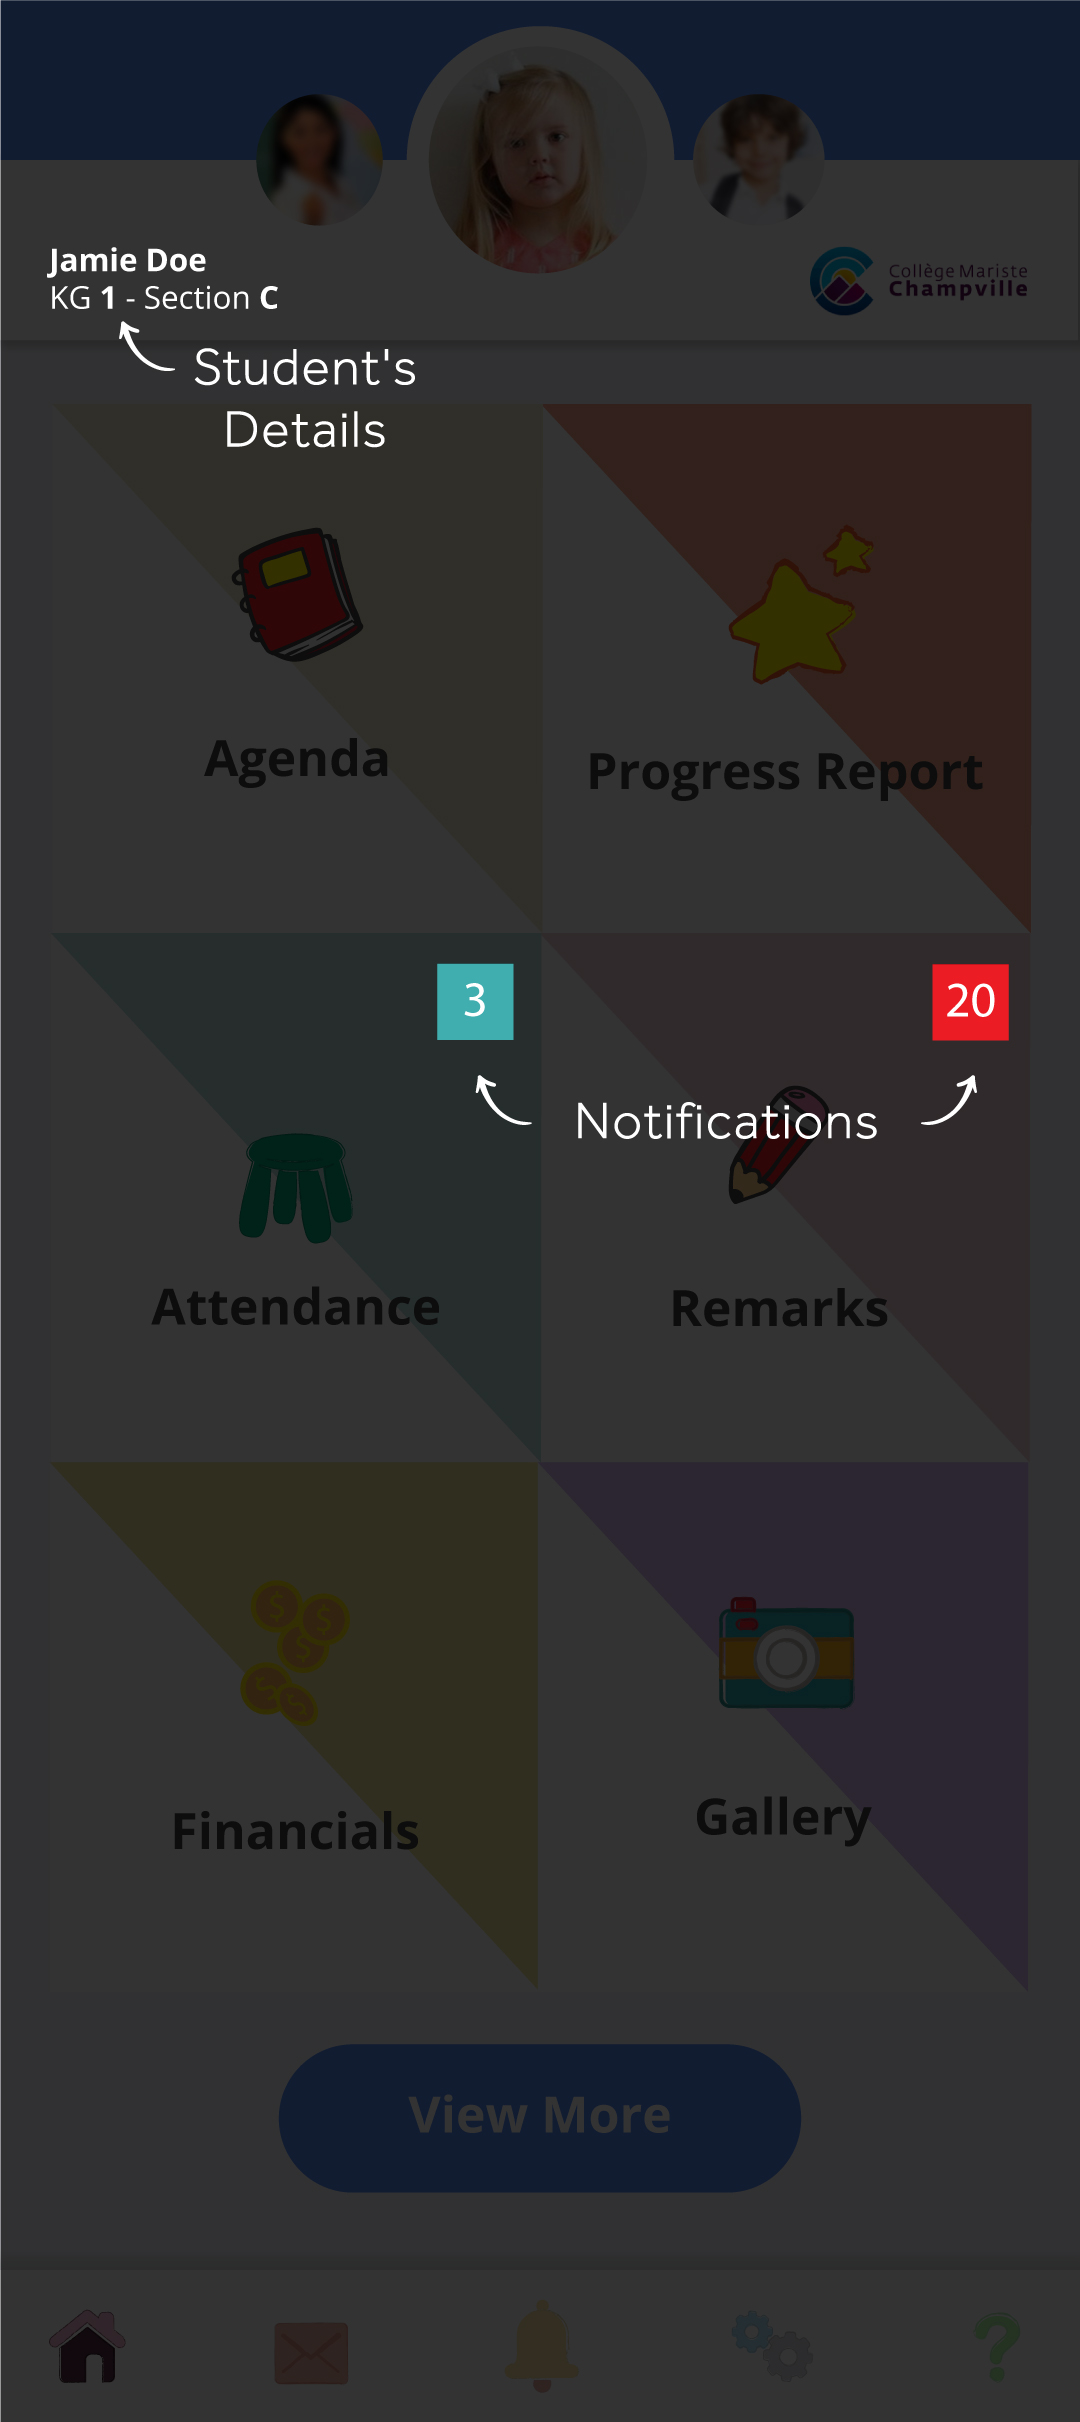 Jamie Doe
KG 1 - Section C
Collège Mariste
Champville
Student's
Details
Agenda
Progress Report
3
20
Notifications
Attendance
Remarks
Financials
Gallery
View More